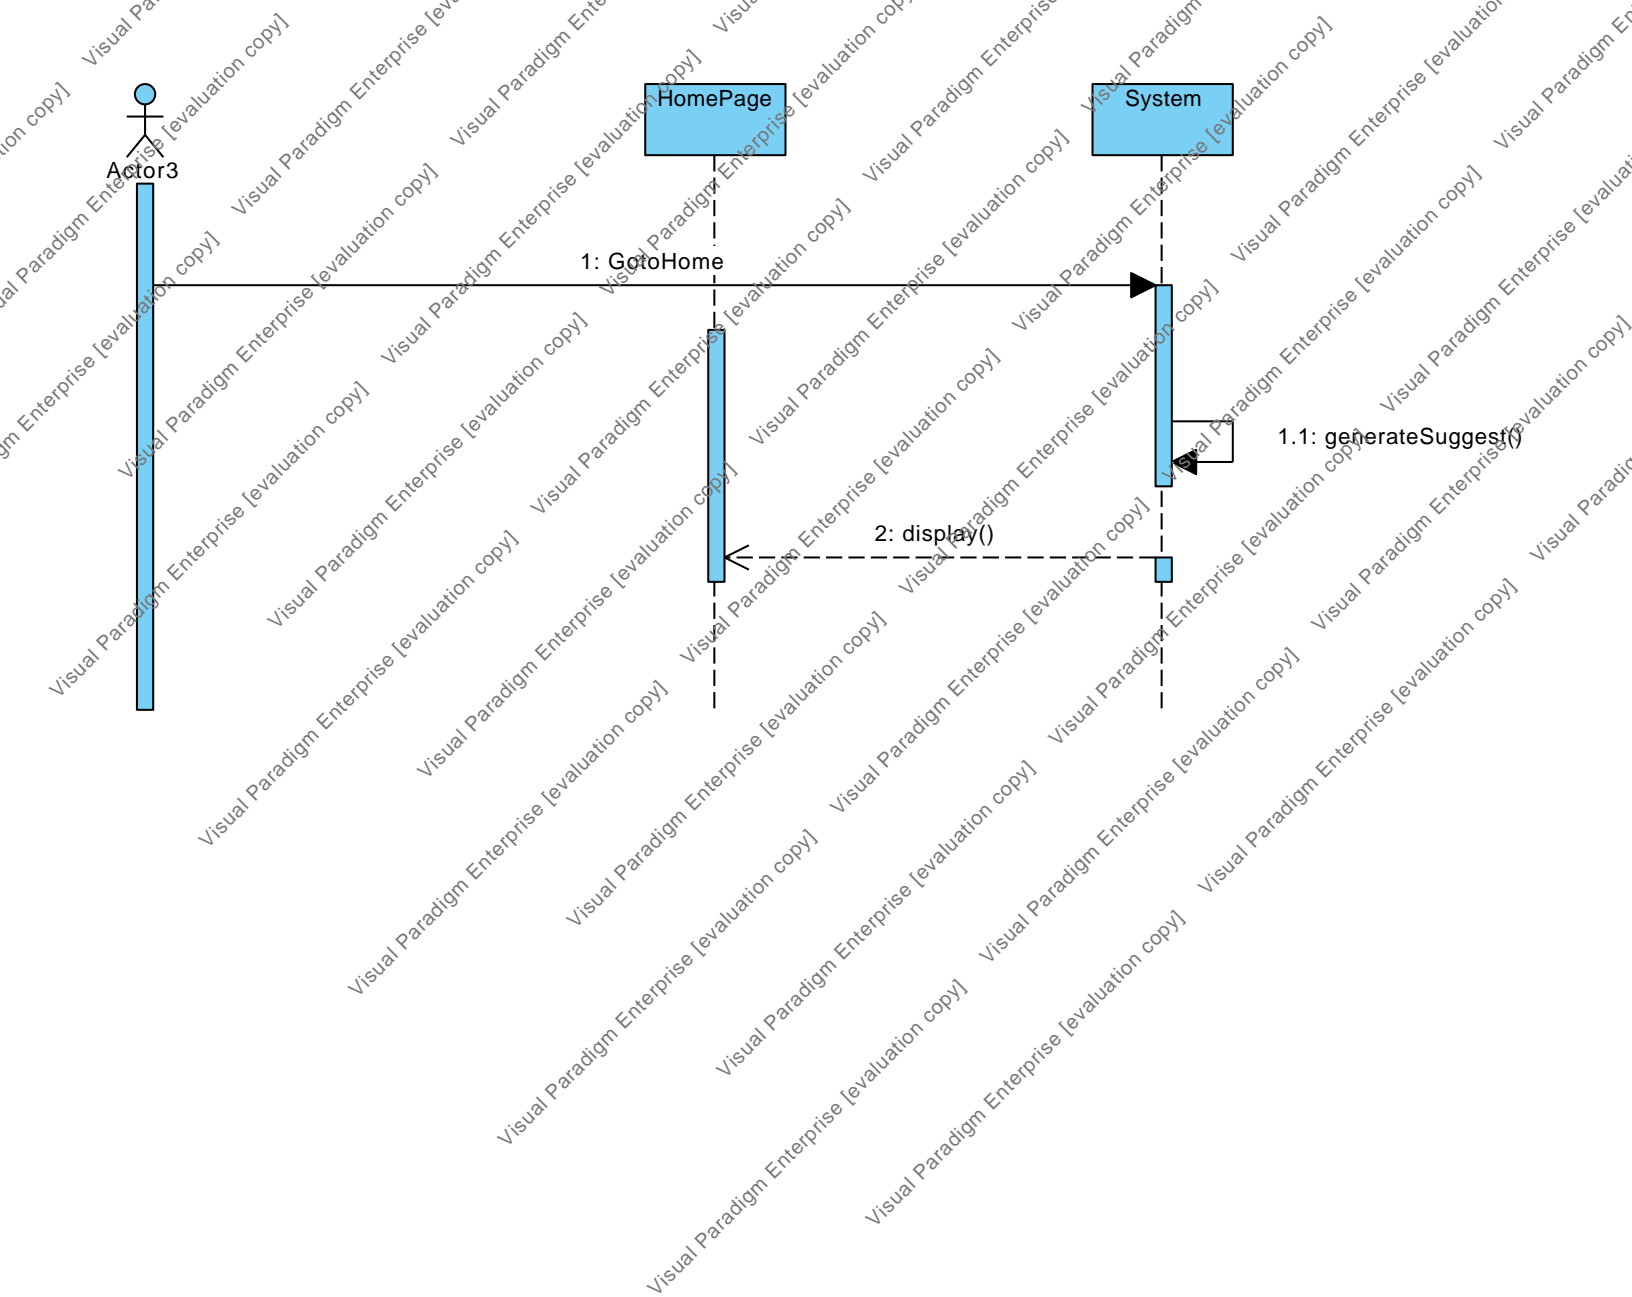 HomePage
System
Actor3
1: GotoHome
1.1: generateSuggest()
2: display()
Visual Paradigm Enterprise [evaluation copy]